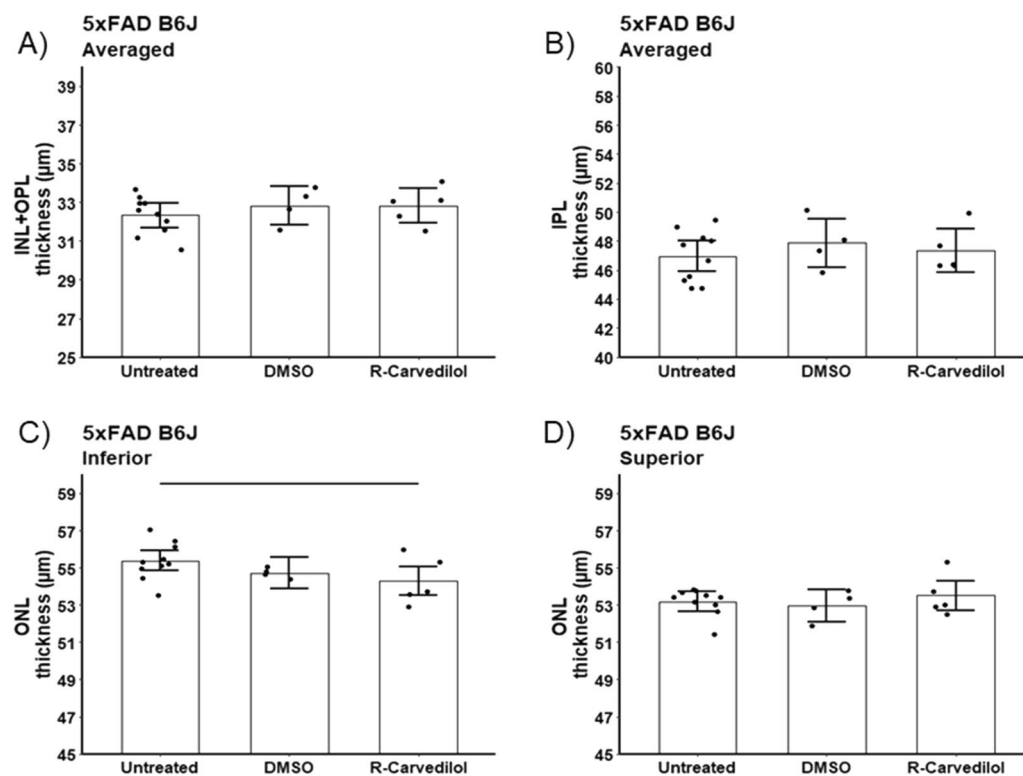 A)
5xFAD B6J
Averaged
INL+OPL
thickness (µm)
39
37
35
33
31
29
27
25
Untreated DMSO R-Carvedilol
B)
5xFAD B6J
Averaged
IPL
thickness (µm)
60
58
56
54
52
50
48
46
44
42
40
Untreated DMSO R-Carvedilol
C)
5xFAD B6J
Inferior
ONL
thickness (µm)
59
57
55
53
51
49
47
45
Untreated DMSO R-Carvedilol
D)
5xFAD B6J
Superior
ONL
thickness (µm)
59
57
55
53
51
49
47
45
Untreated DMSO R-Carvedilol